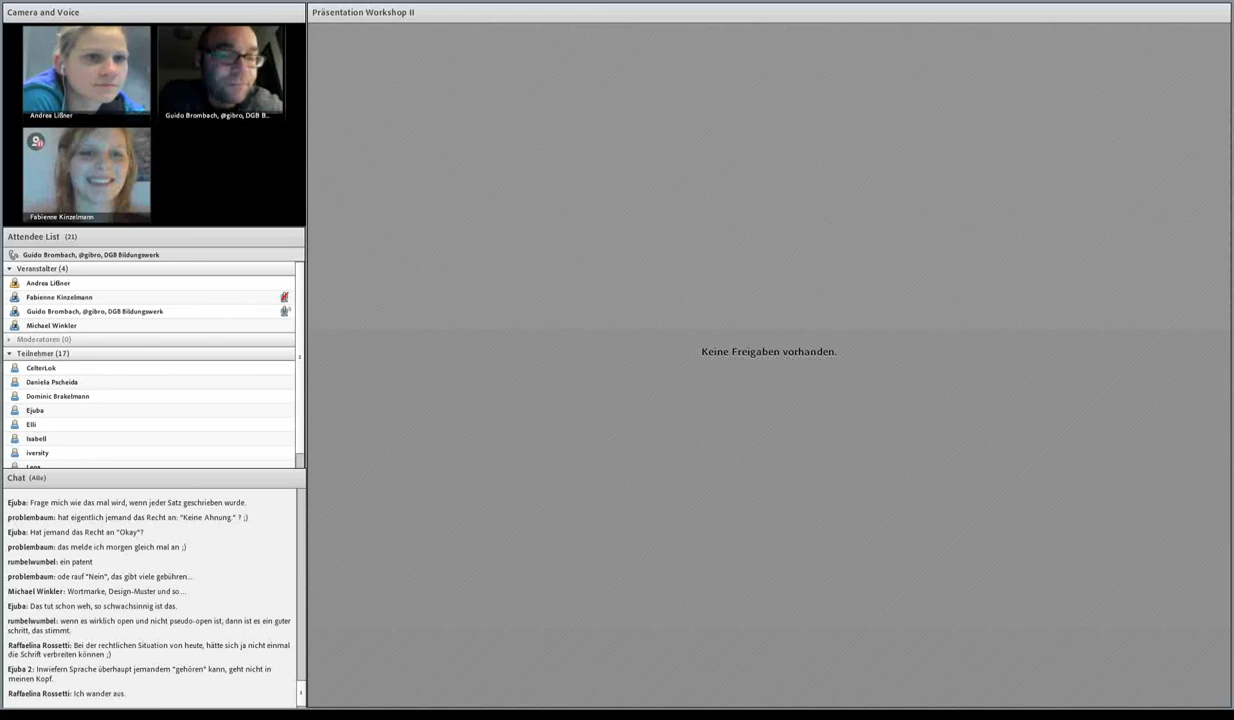 Camera and Voice
Andrea Lißner
Guido Brombach, @gibro, DGB B..
Fabienne Kinzelmann
Attendee List (21)
Guido Brombach, @gibro, DGB Bildungswerk
Veranstalter (4)
Andrea Lißner
Fabienne Kinzelmann
Guido Brombach, @gibro, DGB Bildungswerk
Michael Winkler
Moderatoren (0)
Teilnehmer (17)
CelterLok
Daniela Pscheida
Dominic Brakelmann
Ejuba
Elli
Isabell
iversity
Lena
Chat (Alle)
Ejuba: Frage mich wie das mal wird, wenn jeder Satz geschrieben wurde.
problembaum: hat eigentlich jemand das Recht an: "Keine Ahnung." ? ;)
Ejuba: Hat jemand das Recht an "Okay"?
problembaum: das melde ich morgen gleich mal an ;)
rumbelwumbel: ein patent
problembaum: ode rauf "Nein", das gibt viele gebühren...
Michael Winkler: Wortmarke, Design-Muster und so ...
Ejuba: Das tut schon weh, so schwachsinnig ist das.
rumbelwumbel: wenn es wirklich open und nicht pseudo-open ist, dann ist es ein guter
schritt, das stimmt.
Raffaelina Rossetti: Bei der rechtlichen Situation von heute, hätte sich ja nicht einmal
die Schrift verbreiten können ;)
Ejuba 2: Inwiefern Sprache überhaupt jemandem "gehören" kann, geht nicht in
meinen Kopf.
Raffaelina Rossetti: Ich wander aus.
Präsentation Workshop II
Keine Freigaben vorhanden.